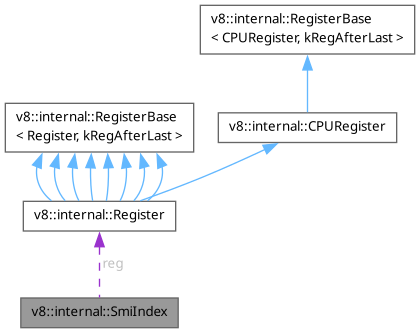 v8::internal::RegisterBase
< CPURegister, kRegAfterLast >
v8::internal::RegisterBase
< Register, kRegAfterLast >
v8::internal::CPURegister
v8::internal::Register
reg
v8::internal::SmiIndex